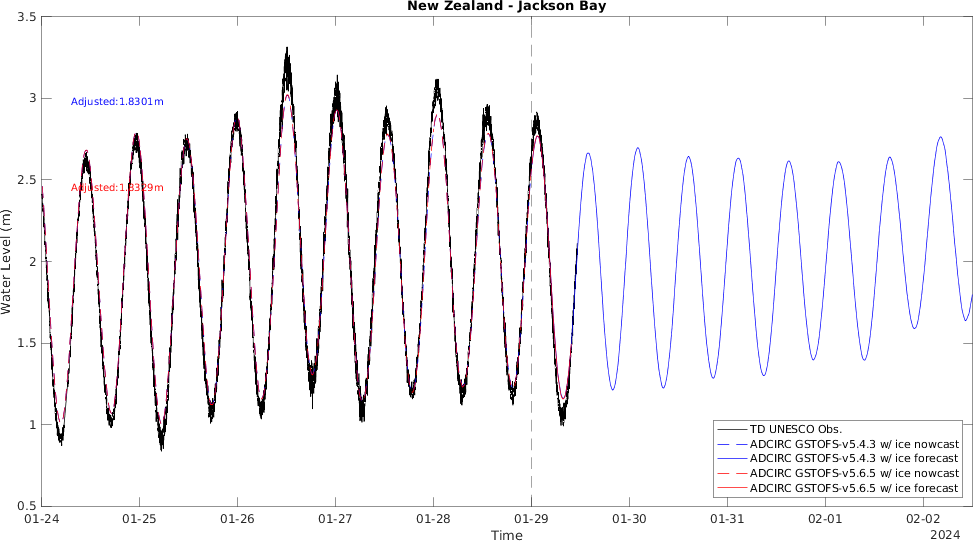 New Zealand - Jackson Bay
3.5
3
2.5
2
1.5
1
0.5
Water Level (m)
Adjusted:1.8301m
Adjusted:1.3329m
TD UNESCO Obs.
ADCIRC GSTOFS-v5.4.3 w/ ice nowcast
ADCIRC GSTOFS-v5.4.3 w/ ice forecast
ADCIRC GSTOFS-v5.6.5 w/ ice nowcast
ADCIRC GSTOFS-v5.6.5 w/ ice forecast
01-24 01-25 01-26 01-27 01-28 01-29 01-30 01-31 02-01 02-02
Time
2024